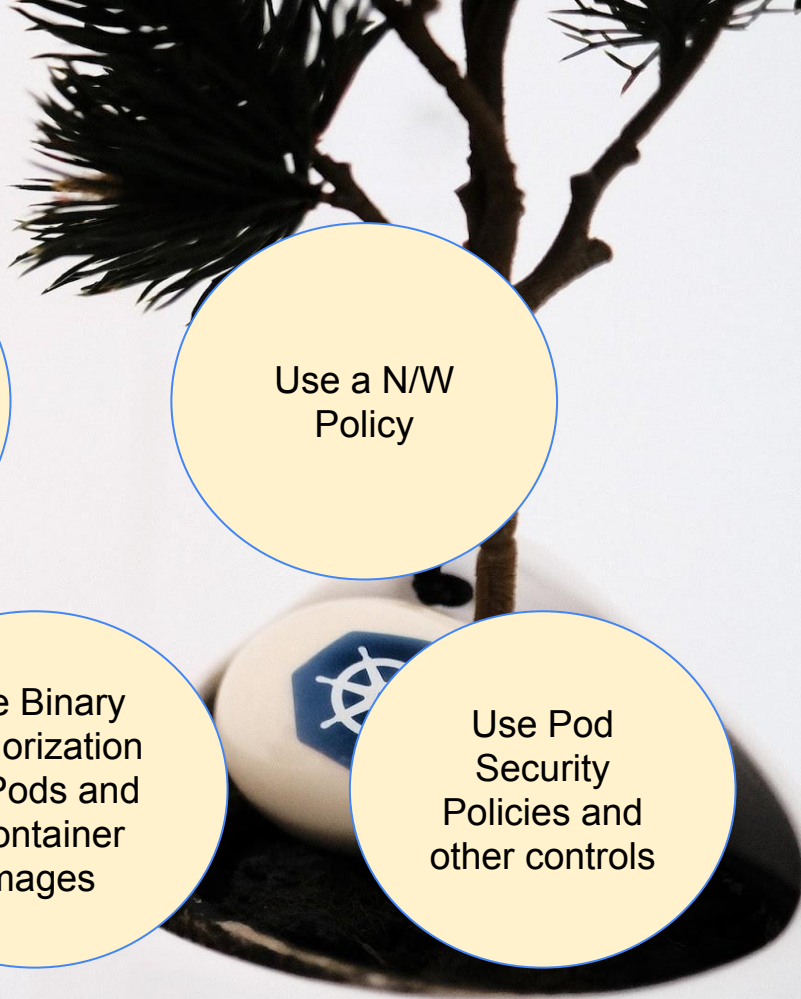 Use a N/W
Policy
Binary
Pods and
Use Pod
Security
Policies and
other controls